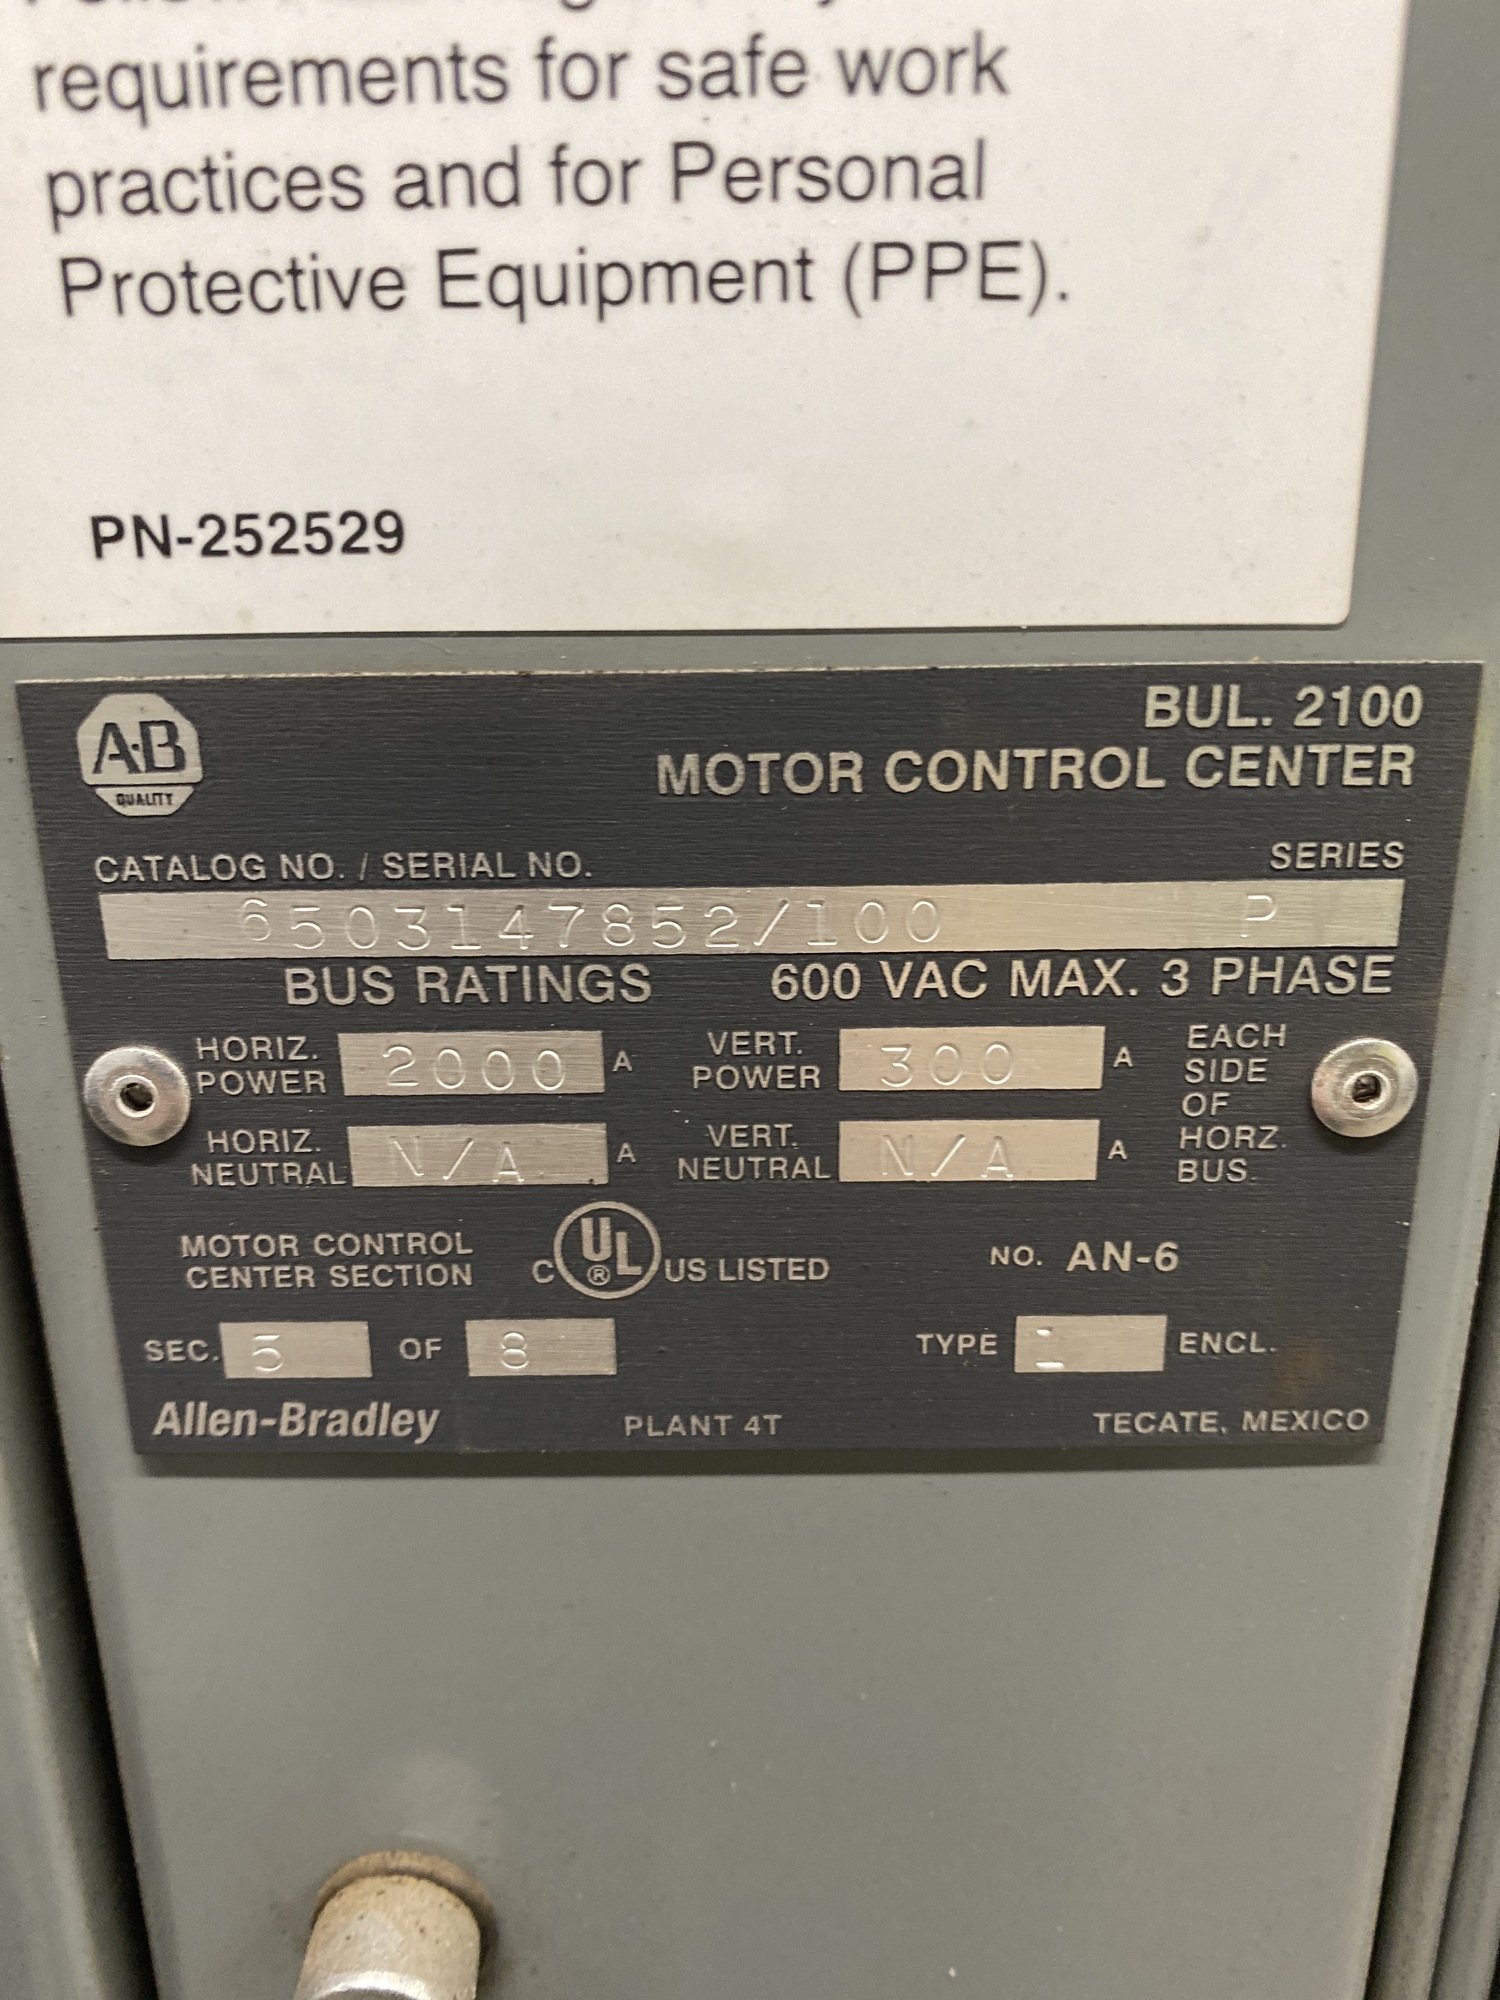 requirements for safe work
practices and for Personal
Protective Equipment (PPE).
PN-252529
A·B
QUALITY
BUL. 2100
MOTOR CONTROL CENTER
CATALOG NO. / SERIAL NO.
SERIES
6503147852/100
P
BUS RATINGS 600 VAC MAX. 3 PHASE
HORIZ. POWER 2000 A VERT. POWER 300 A
HORIZ. NEUTRAL N/A A VERT. NEUTRAL N/A A
EACH
SIDE
OF
HORZ.
BUS.
MOTOR CONTROL
CENTER SECTION
C UL ® US LISTED
NO. AN-6
SEC. 5 OF 8
TYPE 1 ENCL.
Allen-Bradley PLANT 4T TECATE, MEXICO